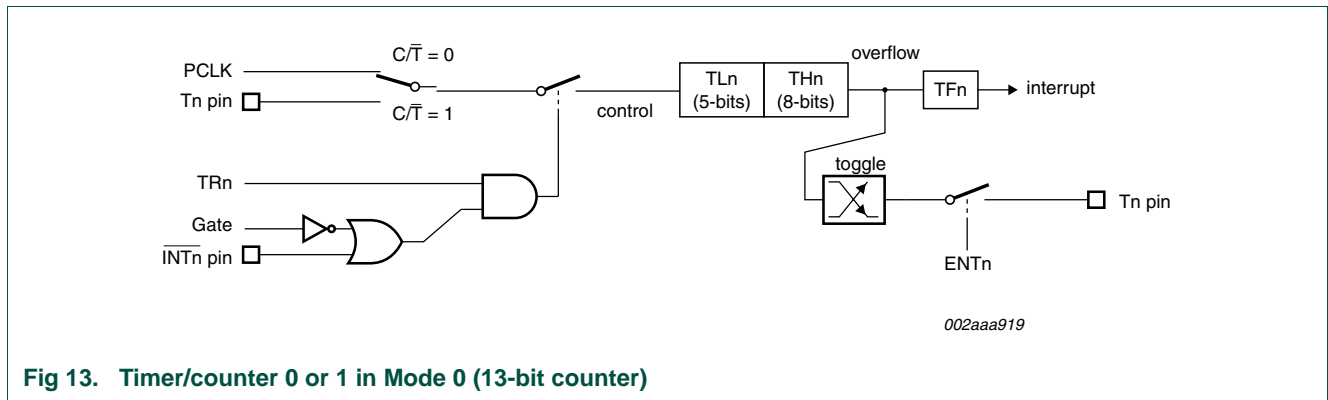 C/T̅ = 0
PCLK
Tn pin
C/T̅ = 1
control
TLn
(5-bits)
THn
(8-bits)
overflow
TFn
interrupt
toggle
TRn
Gate
I̅N̅T̅n̅ pin
Tn pin
ENTn
002aaa919
Fig 13. Timer/counter 0 or 1 in Mode 0 (13-bit counter)